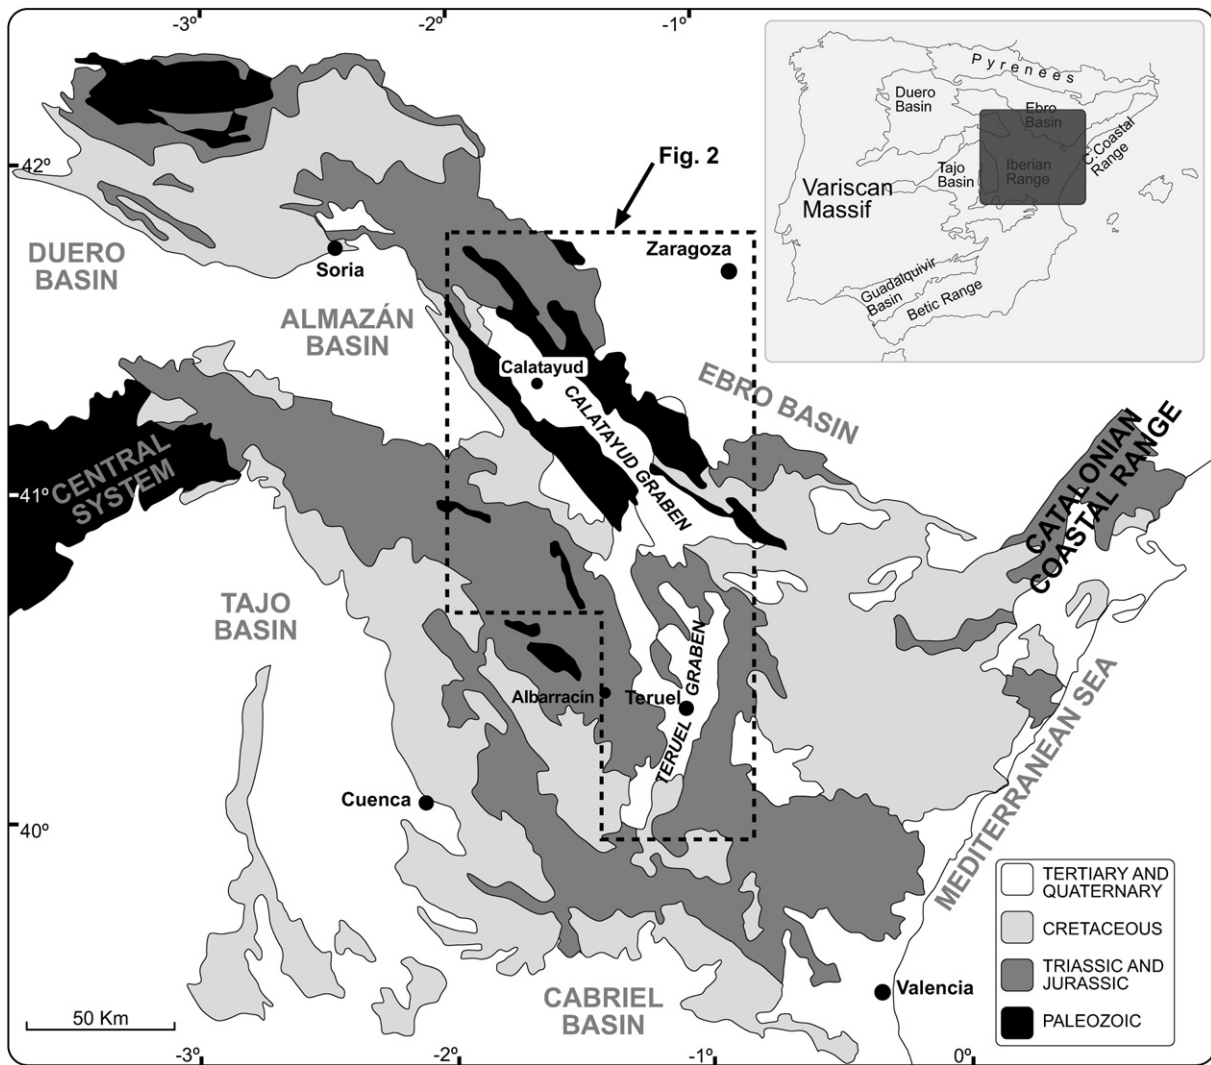 -3°
-2°
-1°
Pyrenees
Duero
Basin
Ebro
Basin
C. Coastal
Range
Tajo
Basin
Iberian
Range
Variscan
Massif
Guadalquivir
Basin
Betic Range
42°
Fig. 2
Zaragoza
DUERO
BASIN
Soria
ALMAZÁN
BASIN
Calatayud
CALATAYUD GRABEN
EBRO BASIN
CENTRAL
SYSTEM
41°
CATALONIAN
COASTAL RANGE
TAJO
BASIN
Albarracín
Teruel
TERUEL GRABEN
Cuenca
40°
MEDITERRANEAN SEA
TERTIARY AND
QUATERNARY
CRETACEOUS
TRIASSIC AND
JURASSIC
PALEOZOIC
CABRIEL
BASIN
Valencia
50 Km
-3°
-2°
-1°
0°